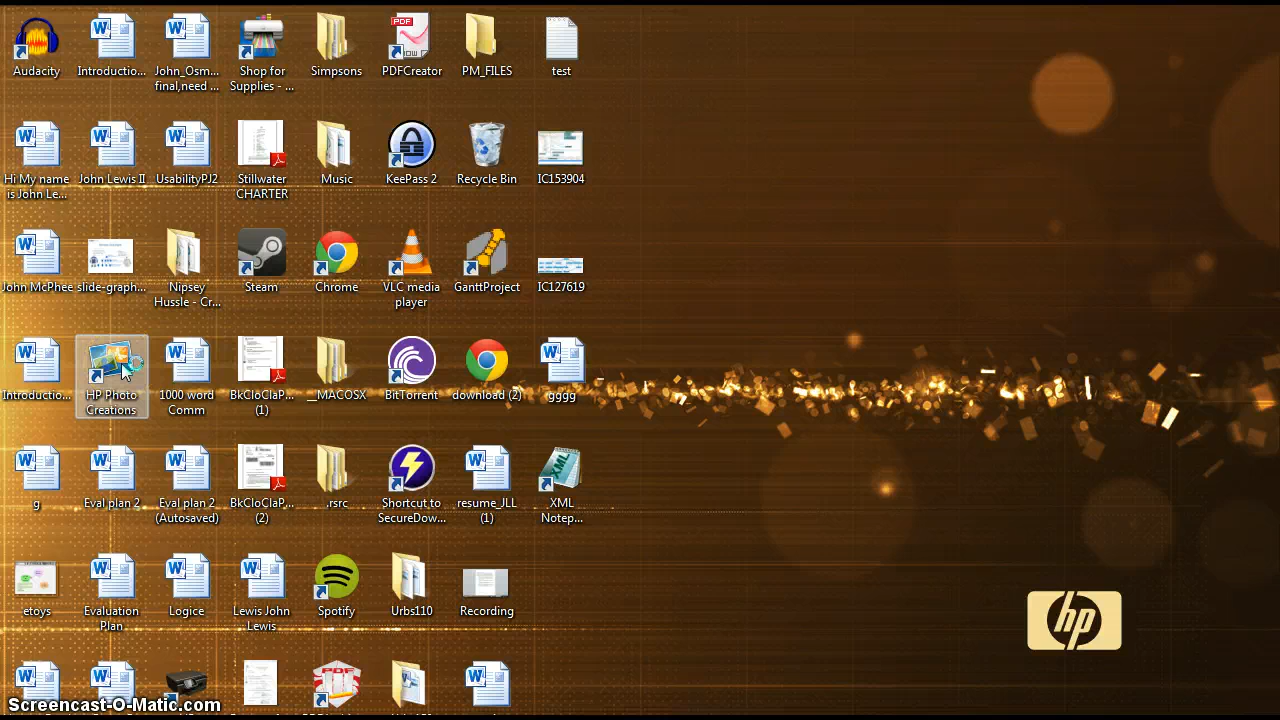 Audacity
Introductio...
John_Osm...
final,need ...
Shop for
Supplies - ...
Simpsons
PDF
PDFCreator
PM_FILES
test
Hi My name
is John Le...
John Lewis II
UsabilityPJ2
Stillwater
CHARTER
Music
KeePass 2
Recycle Bin
IC153904
John McPhee
slide-graph...
Nipsey
Hussle - Cr...
Steam
Chrome
VLC media
player
GanttProject
IC127619
Introductio...
HP Photo
Creations
1000 word
Comm
BkCloClaP...
(1)
__MACOSX
BitTorrent
download (2)
gggg
g
Eval plan 2
Eval plan 2
(Autosaved)
BkCloClaP...
(2)
.rsrc
Shortcut to
SecureDow...
resume_JLL
(1)
XML
XML
Notep...
etoys
Evaluation
Plan
Logice
Lewis John
Lewis
Spotify
Urbs110
Recording
hp
PDF
Screencast-O-Matic.com